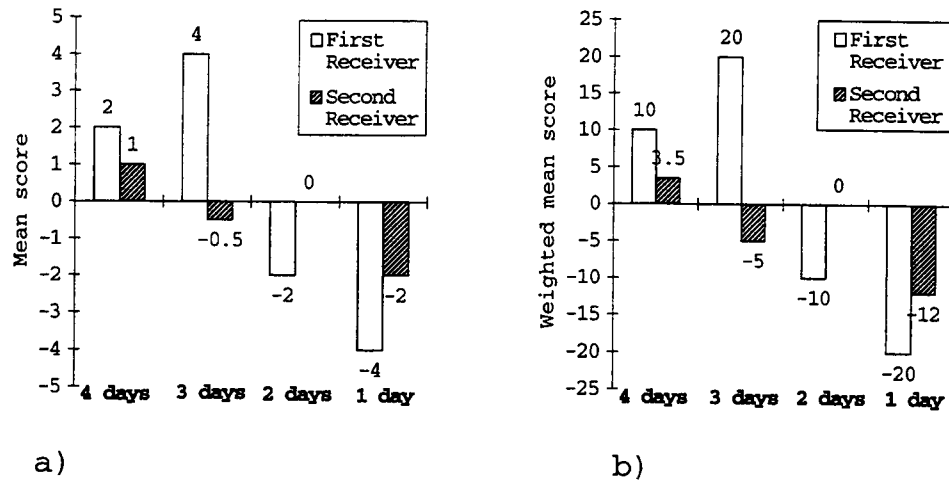 5
4
3
2
1
0
-1
-2
-3
-4
-5
Mean score
2
1
4
-0.5
-2
0
-4
-2
First
Receiver
Second
Receiver
4 days 3 days 2 days 1 day
a)
25
20
15
10
5
0
-5
-10
-15
-20
-25
Weighted mean score
10
3.5
20
-5
-10
0
-20
-12
First
Receiver
Second
Receiver
4 days 3 days 2 days 1 day
b)